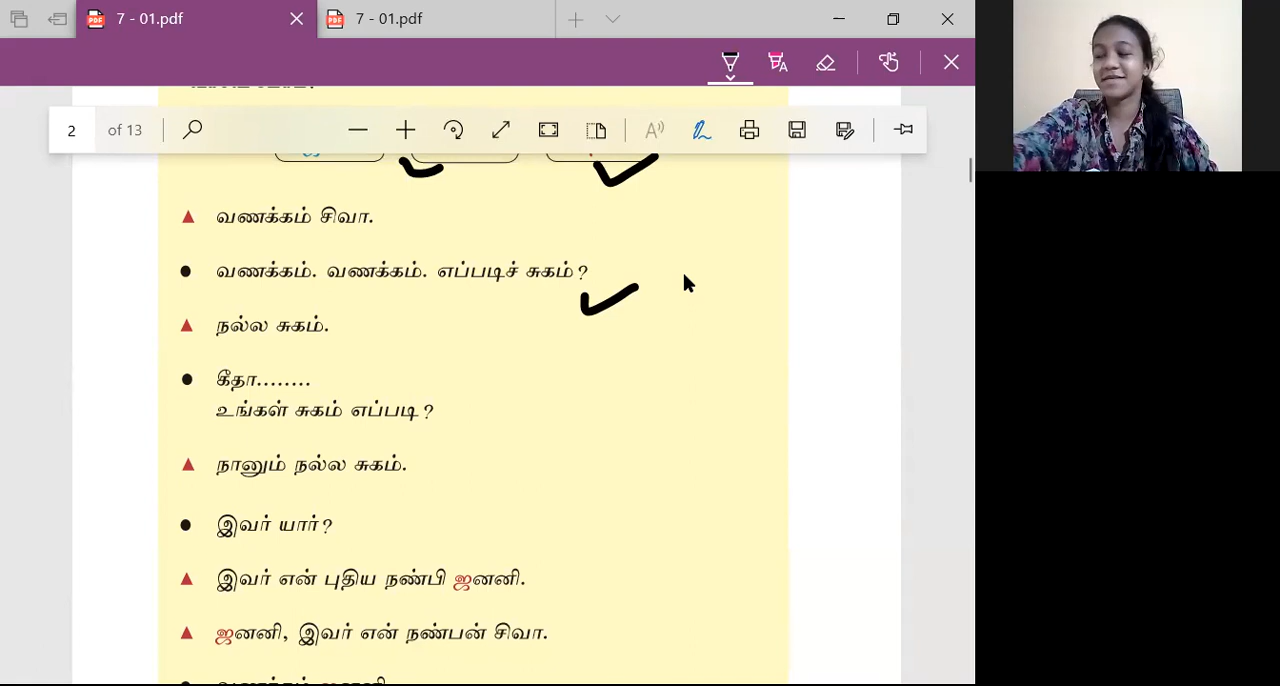 7 - 01.pdf
7 - 01.pdf
2 of 13
வணக்கம் சிவா.
வணக்கம். வணக்கம். எப்படிச் சுகம்?
நல்ல சுகம்.
கீதா........
உங்கள் சுகம் எப்படி?
நானும் நல்ல சுகம்.
இவர் யார்?
இவர் என் புதிய நண்பி ஜனனி.
ஜனனி, இவர் என் நண்பன் சிவா.